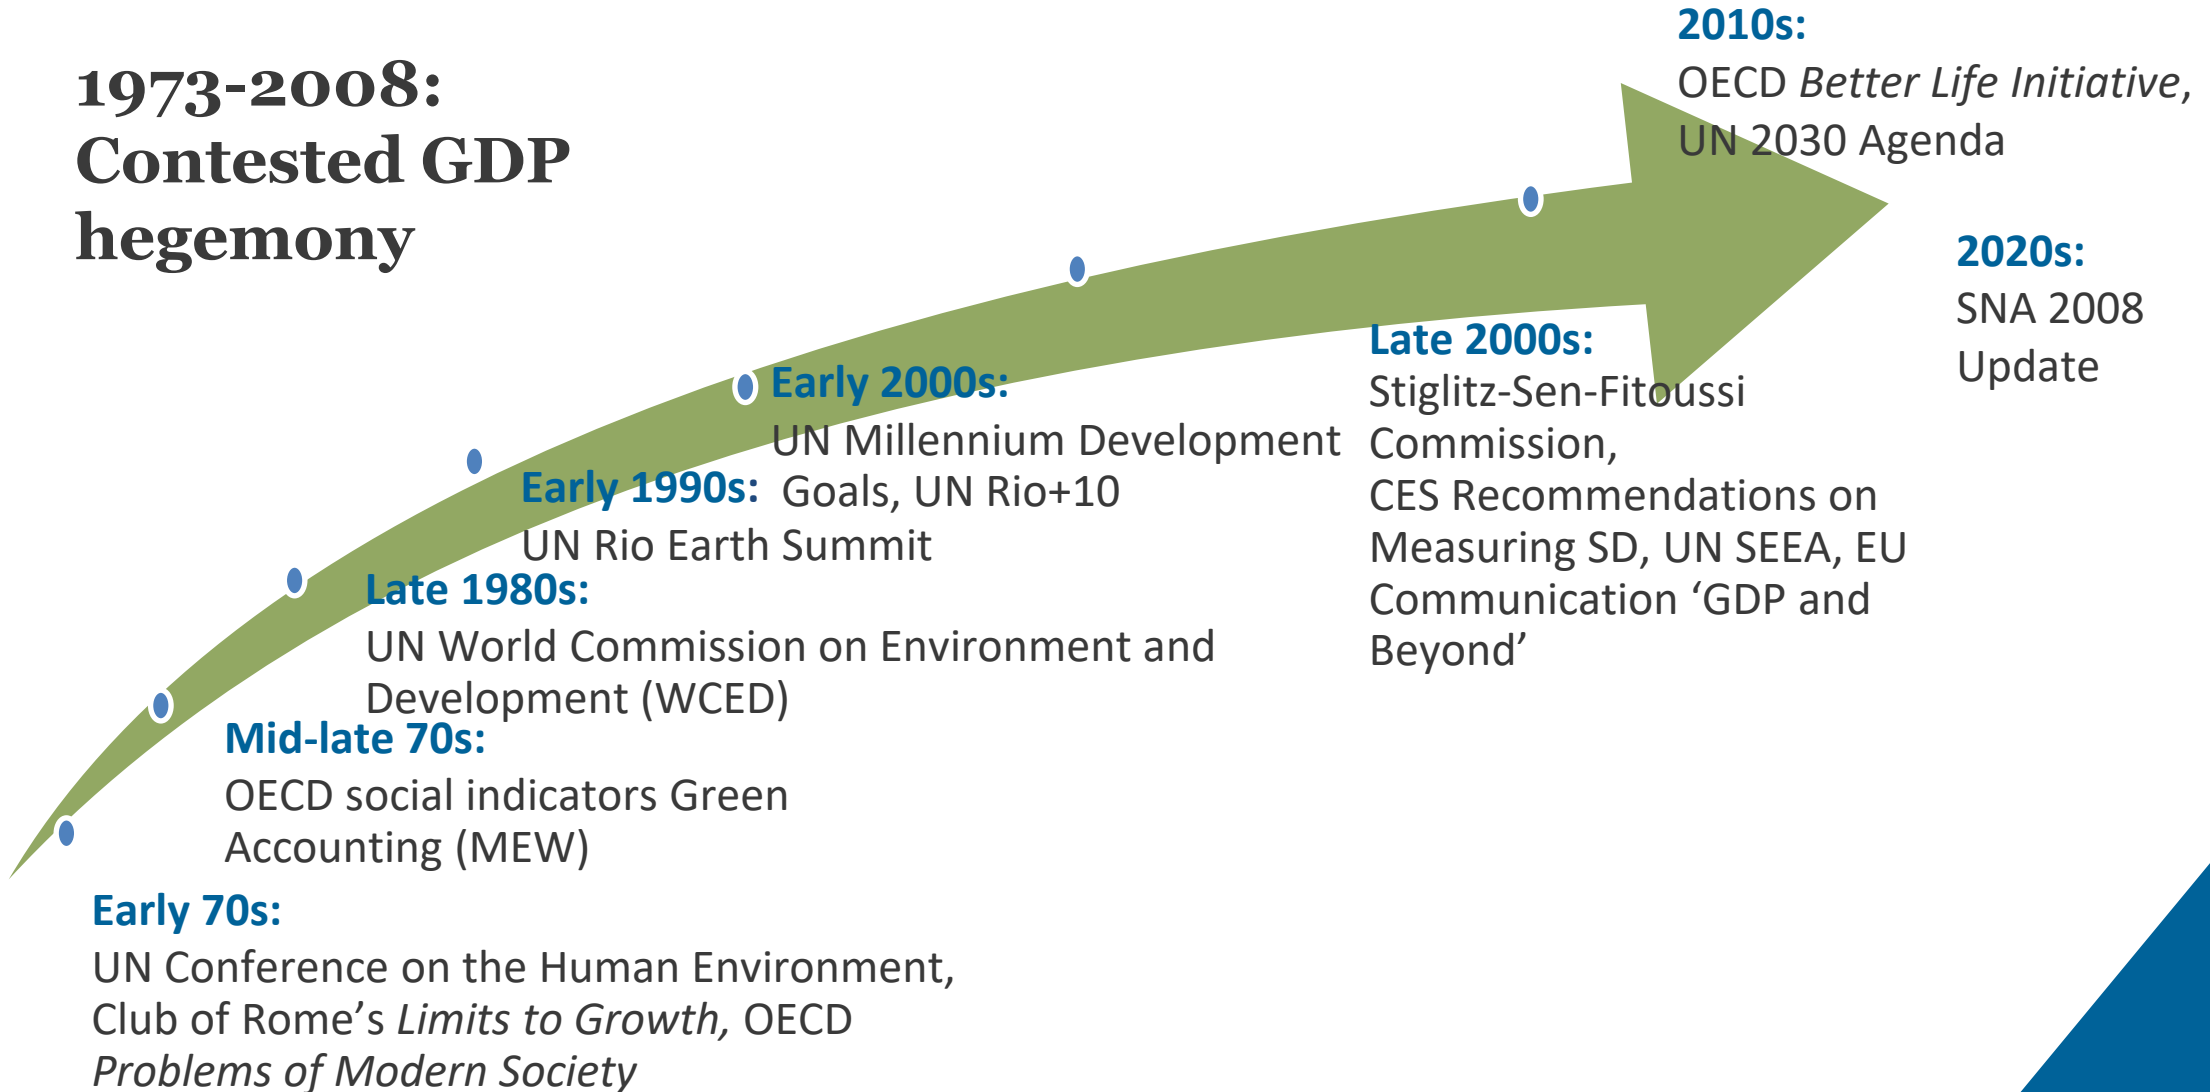 1973-2008:
Contested GDP
hegemony
Early 70s:
UN Conference on the Human Environment,
Club of Rome’s Limits to Growth, OECD
Problems of Modern Society
Mid-late 70s:
OECD social indicators Green
Accounting (MEW)
Late 1980s:
UN World Commission on Environment and
Development (WCED)
Early 1990s:
UN Rio Earth Summit
Early 2000s:
UN Millennium Development
Goals, UN Rio+10
Late 2000s:
Stiglitz-Sen-Fitoussi
Commission,
CES Recommendations on
Measuring SD, UN SEEA, EU
Communication ‘GDP and
Beyond’
2010s:
OECD Better Life Initiative,
UN 2030 Agenda
2020s:
SNA 2008
Update